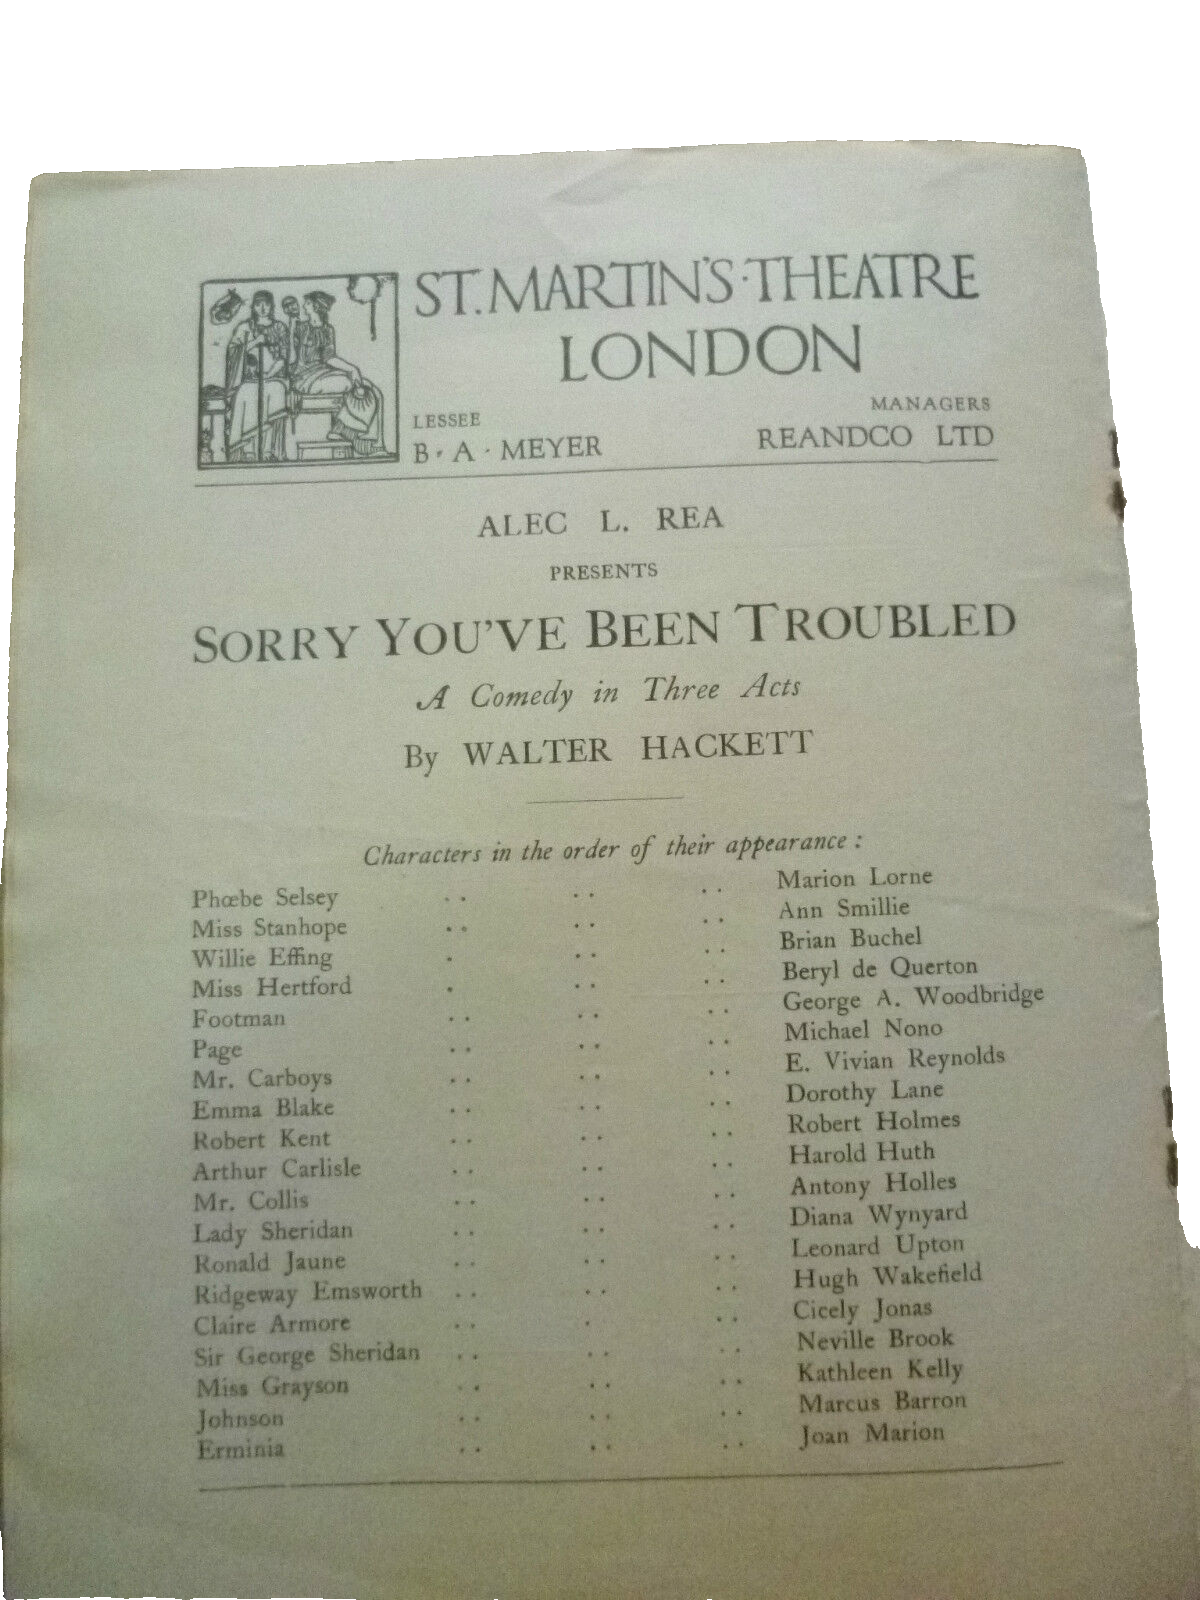 ST. MARTIN'S · THEATRE
LONDON
LESSEE
B · A · MEYER
MANAGERS
REANDCO LTD
ALEC L. REA
PRESENTS
SORRY YOU'VE BEEN TROUBLED
A Comedy in Three Acts
By WALTER HACKETT
Characters in the order of their appearance :
Phœbe Selsey .. .. .. Marion Lorne
Miss Stanhope .. .. .. Ann Smillie
Willie Effing . .. .. Brian Buchel
Miss Hertford . .. .. Beryl de Querton
Footman .. .. .. George A. Woodbridge
Page .. .. .. Michael Nono
Mr. Carboys .. .. .. E. Vivian Reynolds
Emma Blake .. .. .. Dorothy Lane
Robert Kent .. .. .. Robert Holmes
Arthur Carlisle .. .. .. Harold Huth
Mr. Collis .. .. .. Antony Holles
Lady Sheridan .. .. .. Diana Wynyard
Ronald Jaune .. .. .. Leonard Upton
Ridgeway Emsworth .. .. .. Hugh Wakefield
Claire Armore .. . .. Cicely Jonas
Sir George Sheridan .. .. .. Neville Brook
Miss Grayson .. .. .. Kathleen Kelly
Johnson .. .. .. Marcus Barron
Erminia .. .. .. Joan Marion